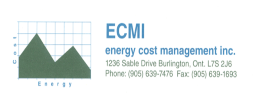 ECMI
energy cost management inc.
1236 Sable Drive Burlington, Ont. L7S 2J6
Phone: (905) 639-7476 Fax: (905) 639-1693
Cost
Energy